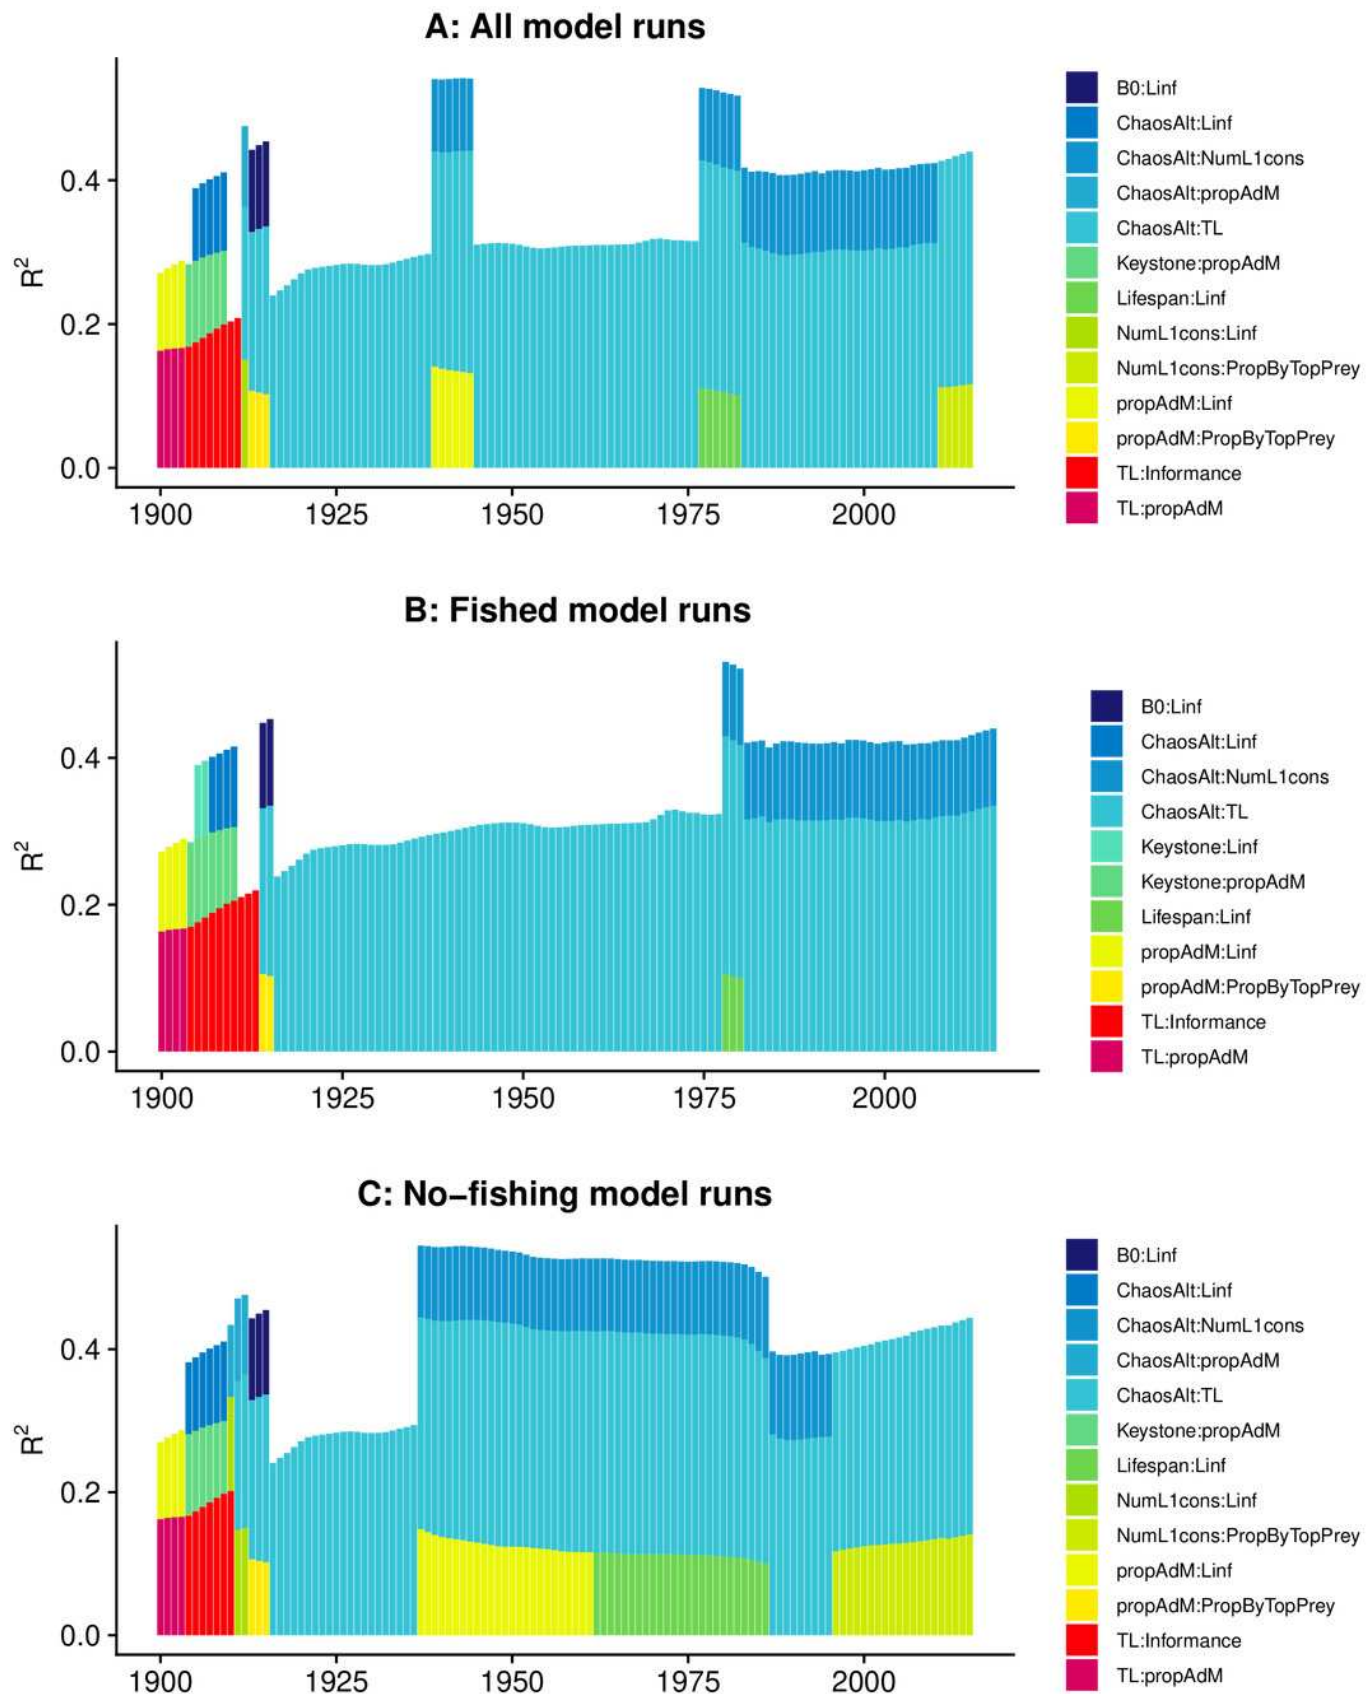 A: All model runs
R²
0.4
0.2
0.0
1900 1925 1950 1975 2000
B0:Linf
ChaosAlt:Linf
ChaosAlt:NumL1cons
ChaosAlt:propAdM
ChaosAlt:TL
Keystone:propAdM
Lifespan:Linf
NumL1cons:Linf
NumL1cons:PropByTopPrey
propAdM:Linf
propAdM:PropByTopPrey
TL:Informance
TL:propAdM
B: Fished model runs
R²
0.4
0.2
0.0
1900 1925 1950 1975 2000
B0:Linf
ChaosAlt:Linf
ChaosAlt:NumL1cons
ChaosAlt:TL
Keystone:Linf
Keystone:propAdM
Lifespan:Linf
propAdM:Linf
propAdM:PropByTopPrey
TL:Informance
TL:propAdM
C: No−fishing model runs
R²
0.4
0.2
0.0
1900 1925 1950 1975 2000
B0:Linf
ChaosAlt:Linf
ChaosAlt:NumL1cons
ChaosAlt:propAdM
ChaosAlt:TL
Keystone:propAdM
Lifespan:Linf
NumL1cons:Linf
NumL1cons:PropByTopPrey
propAdM:Linf
propAdM:PropByTopPrey
TL:Informance
TL:propAdM